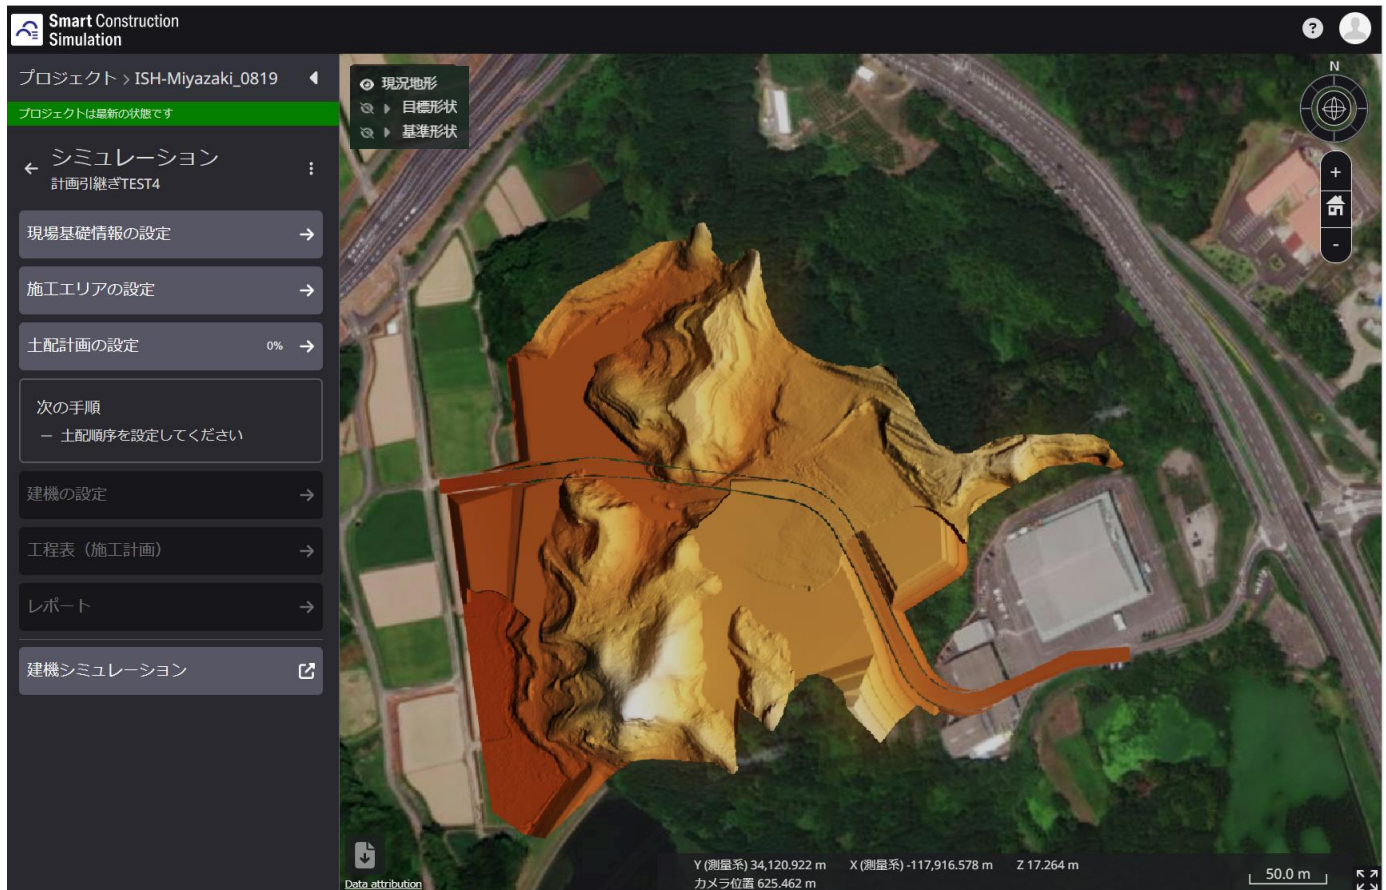 Smart Construction
Simulation
?
プロジェクト > ISH-Miyazaki_0819
プロジェクトは最新の状態です
シミュレーション
計画引継ぎTEST4
現場基礎情報の設定
施工エリアの設定
土配計画の設定 0%
次の手順
— 土配順序を設定してください
建機の設定
工程表（施工計画）
レポート
建機シミュレーション
現況地形
目標形状
基準形状
N
+
-
Data attribution
Y (測量系) 34,120.922 m X (測量系) -117,916.578 m Z 17.264 m
カメラ位置 625.462 m
50.0 m